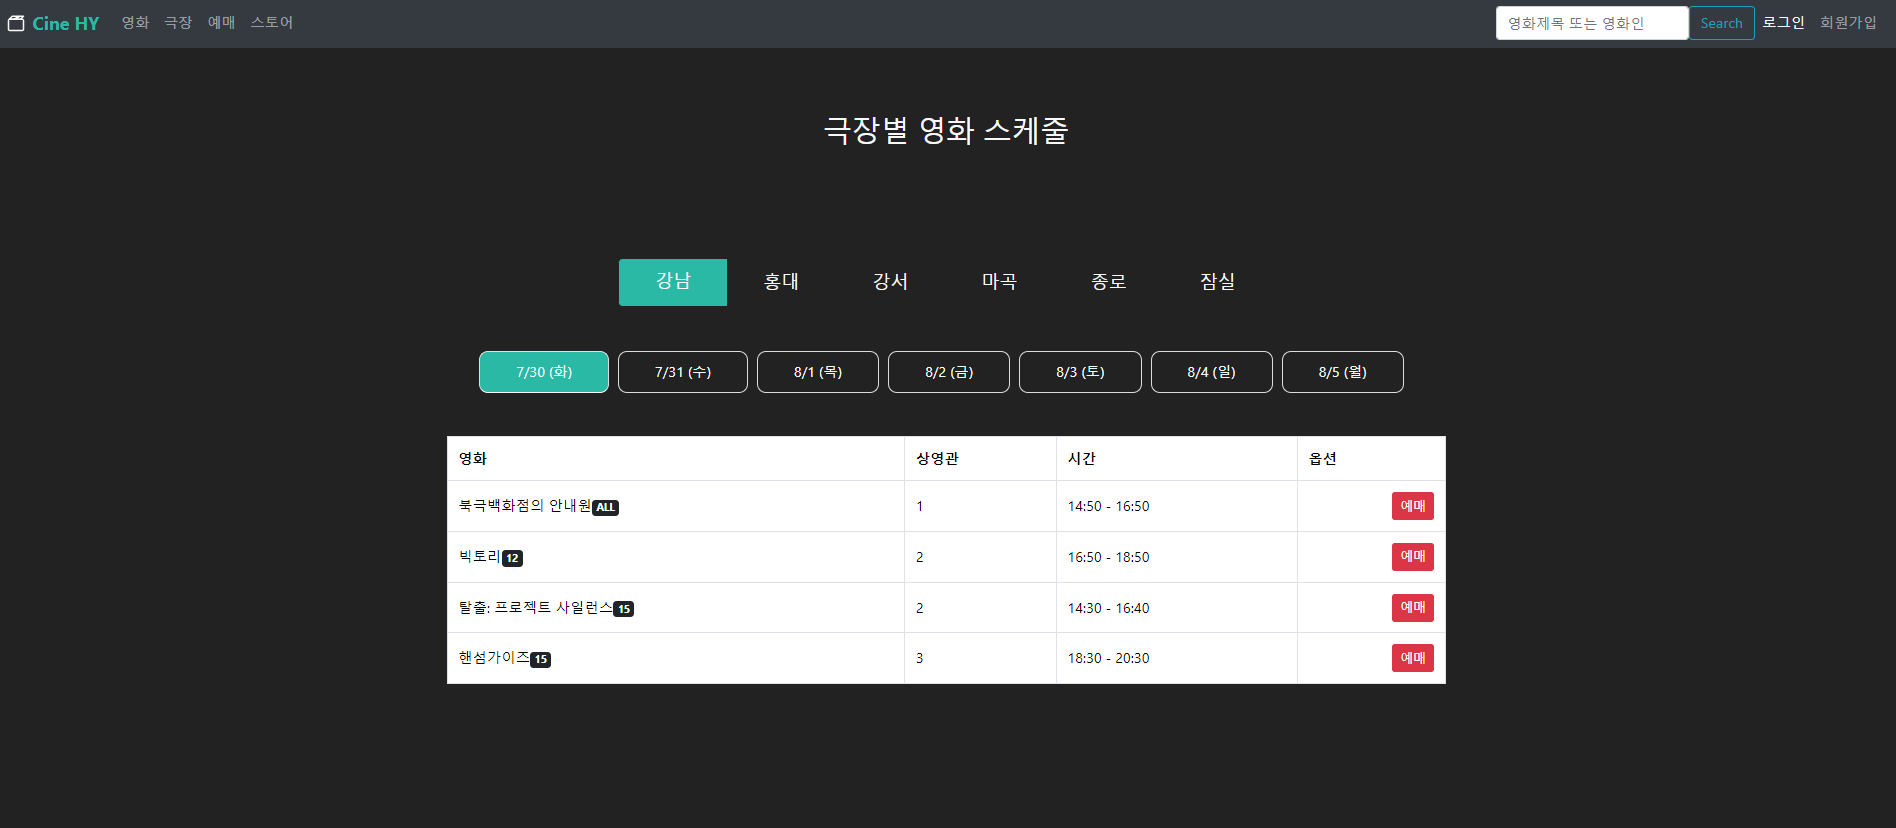 Cine HY 영화 극장 예매 스토어 영화제목 또는 영화인 Search 로그인 회원가입
극장별 영화 스케줄
강남 홍대 강서 마곡 종로 잠실
7/30 (화) 7/31 (수) 8/1 (목) 8/2 (금) 8/3 (토) 8/4 (일) 8/5 (월)
영화 상영관 시간 옵션
북극백화점의 안내원 ALL 1 14:50 - 16:50 예매
빅토리 12 2 16:50 - 18:50 예매
탈출: 프로젝트 사일런스 15 2 14:30 - 16:40 예매
핸섬가이즈 15 3 18:30 - 20:30 예매